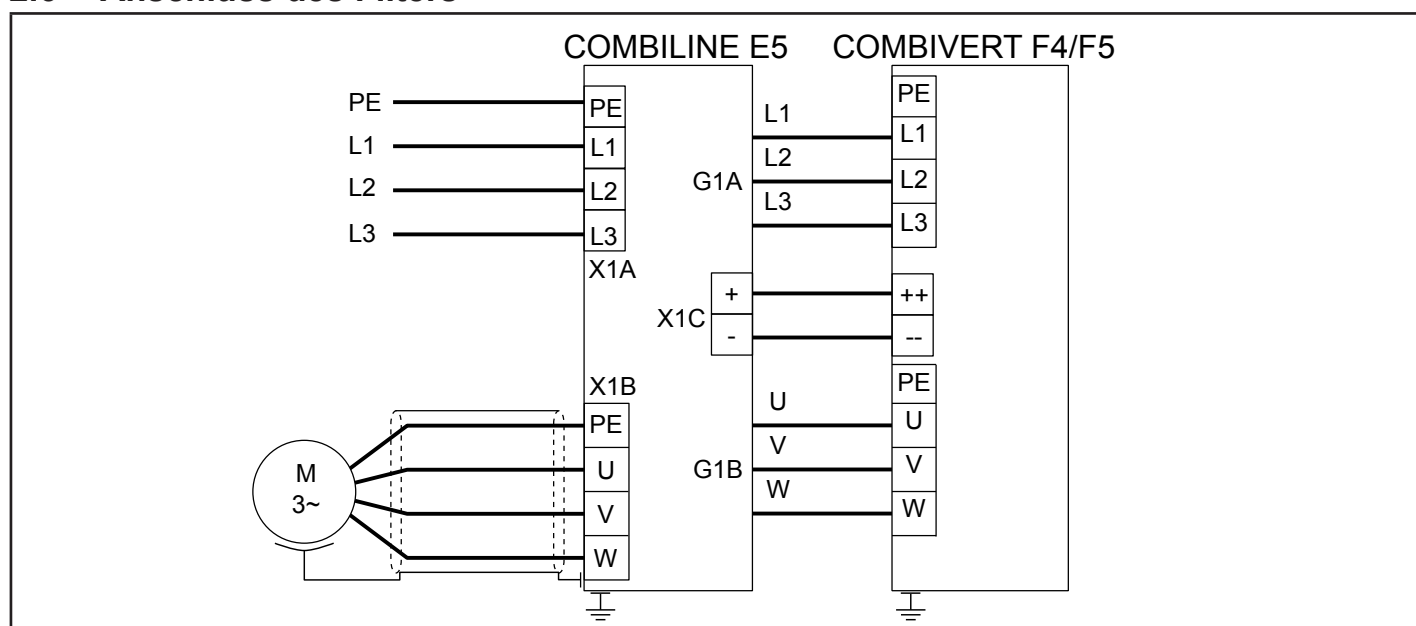 COMBILINE E5
COMBIVERT F4/F5
PE
L1
L2
L3
PE
L1
L2
L3
X1A
G1A
L1
L2
L3
PE
L1
L2
L3
X1C
+
-
++
--
X1B
PE
U
V
W
M
3~
G1B
U
V
W
PE
U
V
W